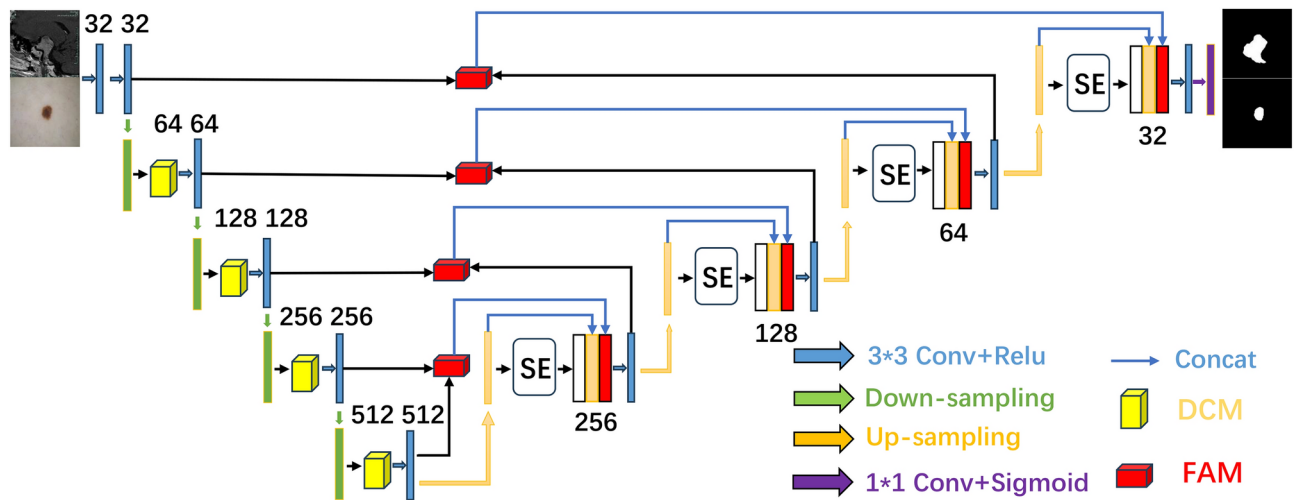 32 32
64 64
128 128
256 256
512 512
SE
256
SE
128
SE
64
SE
32
3*3 Conv+Relu
Down-sampling
Up-sampling
1*1 Conv+Sigmoid
Concat
DCM
FAM